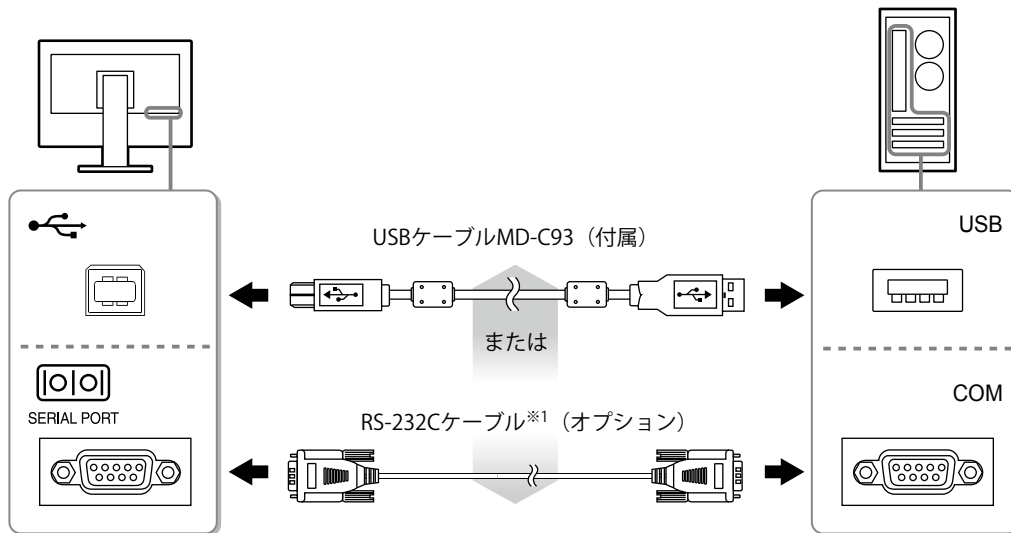 USB
USBケーブルMD-C93（付属）
または
COM
|O|O|
SERIAL PORT
RS-232Cケーブル※1（オプション）